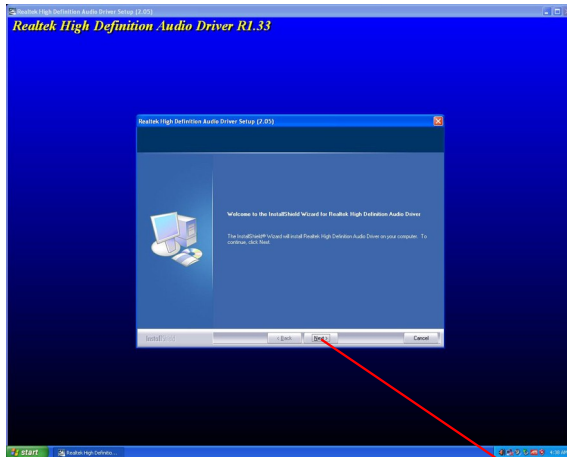 Realtek High Definition Audio Driver Setup (2.05)
Realtek High Definition Audio Driver R1.33
Realtek High Definition Audio Driver Setup (2.05)
Welcome to the InstallShield Wizard for Realtek High Definition Audio Driver
The InstallShield® Wizard will install Realtek High Definition Audio Driver on your computer. To
continue, click Next
InstallShield
< Back
Next >
Cancel
start
Realtek High Definitio...
4:38 AM